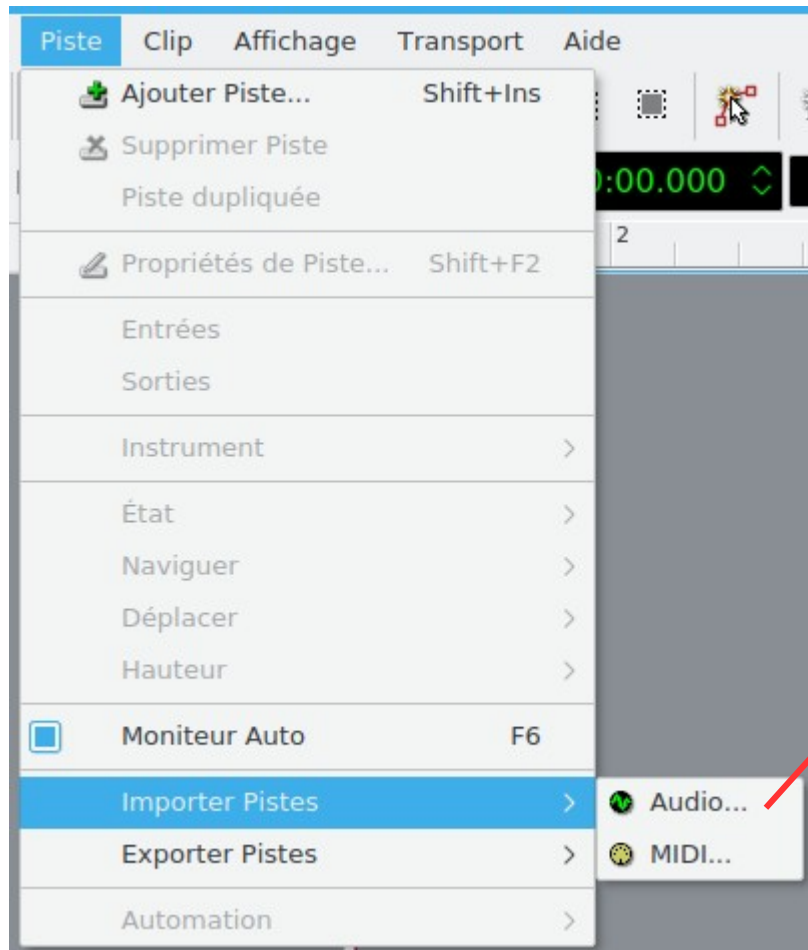 Piste Clip Affichage Transport Aide
Ajouter Piste... Shift+Ins
Supprimer Piste
Piste dupliquée
:00.000
2
Propriétés de Piste... Shift+F2
Entrées
Sorties
Instrument
État
Naviguer
Déplacer
Hauteur
Moniteur Auto F6
Importer Pistes
Audio...
Exporter Pistes
MIDI...
Automation